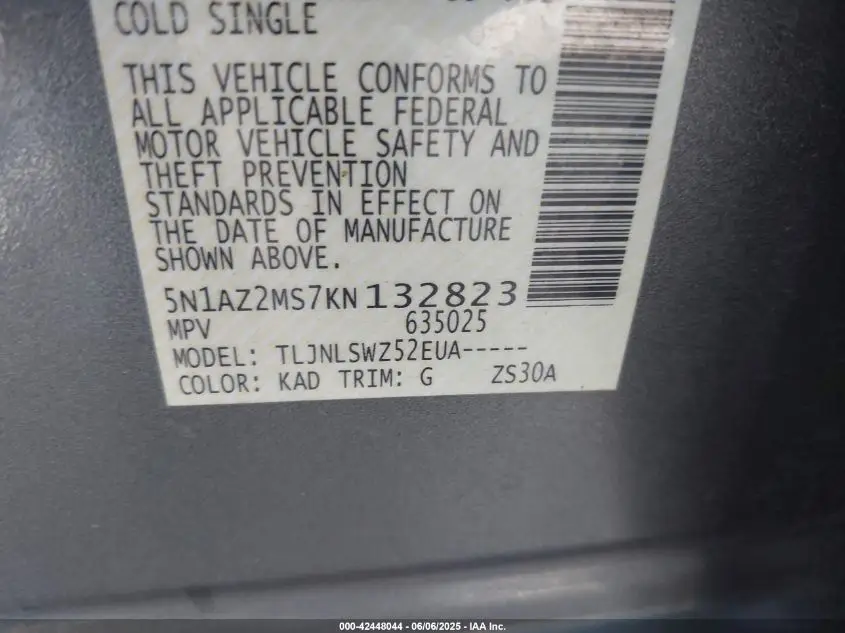 COLD SINGLE
THIS VEHICLE CONFORMS TO
ALL APPLICABLE FEDERAL
MOTOR VEHICLE SAFETY AND
THEFT PREVENTION
STANDARDS IN EFFECT ON
THE DATE OF MANUFACTURE
SHOWN ABOVE.
5N1AZ2MS7KN132823
MPV 635025
MODEL: TLJNLSWZ52EUA-----
COLOR: KAD TRIM: G ZS30A
000-42448044 | 06/06/2025 - IAA Inc.